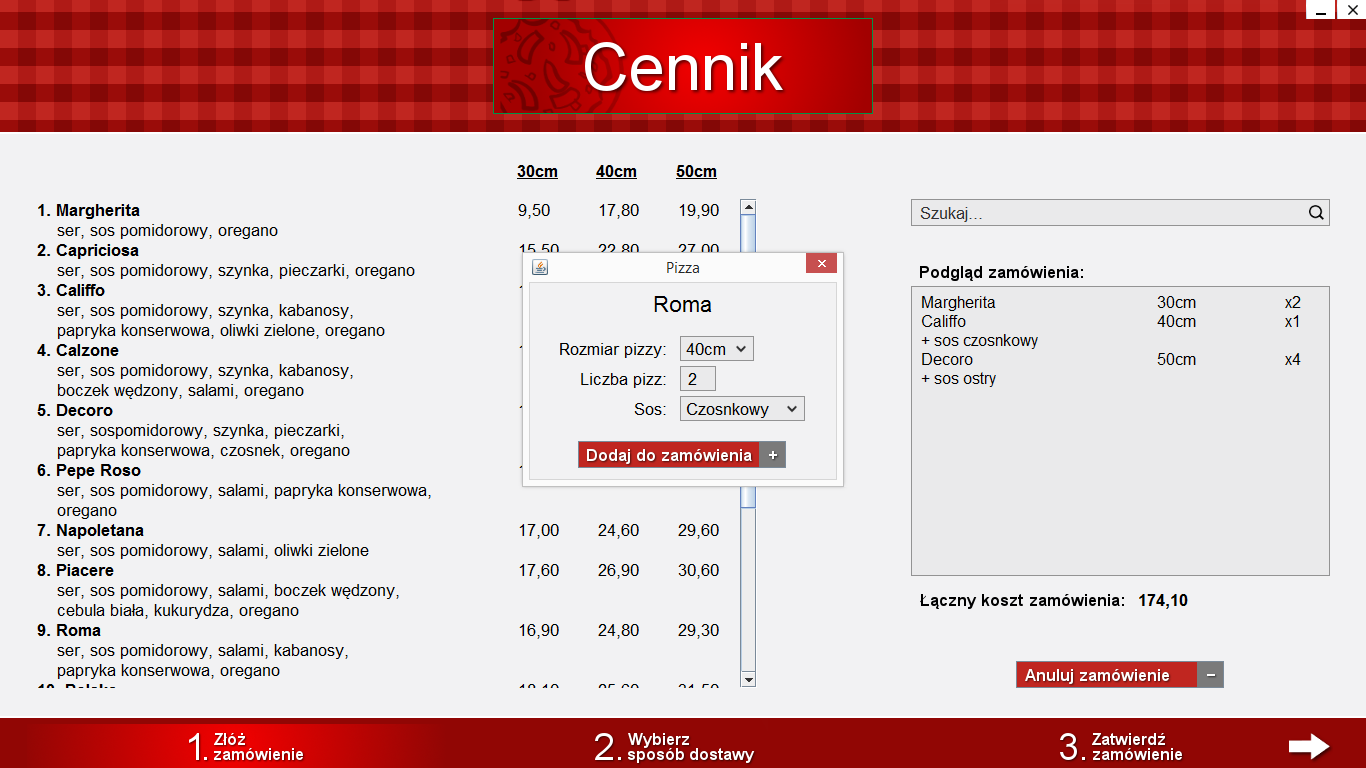 Cennik
30cm 40cm 50cm
1. Margherita 9,50 17,80 19,90
ser, sos pomidorowy, oregano
2. Capriciosa 15,50 22,80 27,00
ser, sos pomidorowy, szynka, pieczarki, oregano
3. Califfo
ser, sos pomidorowy, szynka, kabanosy,
papryka konserwowa, oliwki zielone, oregano
4. Calzone
ser, sos pomidorowy, szynka, kabanosy,
boczek wędzony, salami, oregano
5. Decoro
ser, sospomidorowy, szynka, pieczarki,
papryka konserwowa, czosnek, oregano
6. Pepe Roso
ser, sos pomidorowy, salami, papryka konserwowa,
oregano
7. Napoletana 17,00 24,60 29,60
ser, sos pomidorowy, salami, oliwki zielone
8. Piacere 17,60 26,90 30,60
ser, sos pomidorowy, salami, boczek wędzony,
cebula biała, kukurydza, oregano
9. Roma 16,90 24,80 29,30
ser, sos pomidorowy, salami, kabanosy,
papryka konserwowa, oregano
Pizza
Roma
Rozmiar pizzy: 40cm
Liczba pizz: 2
Sos: Czosnkowy
Dodaj do zamówienia +
Szukaj...
Podgląd zamówienia:
Margherita 30cm x2
Califfo 40cm x1
+ sos czosnkowy
Decoro 50cm x4
+ sos ostry
Łączny koszt zamówienia: 174,10
Anuluj zamówienie −
1. Złóż
zamówienie
2. Wybierz
sposób dostawy
3. Zatwierdź
zamówienie